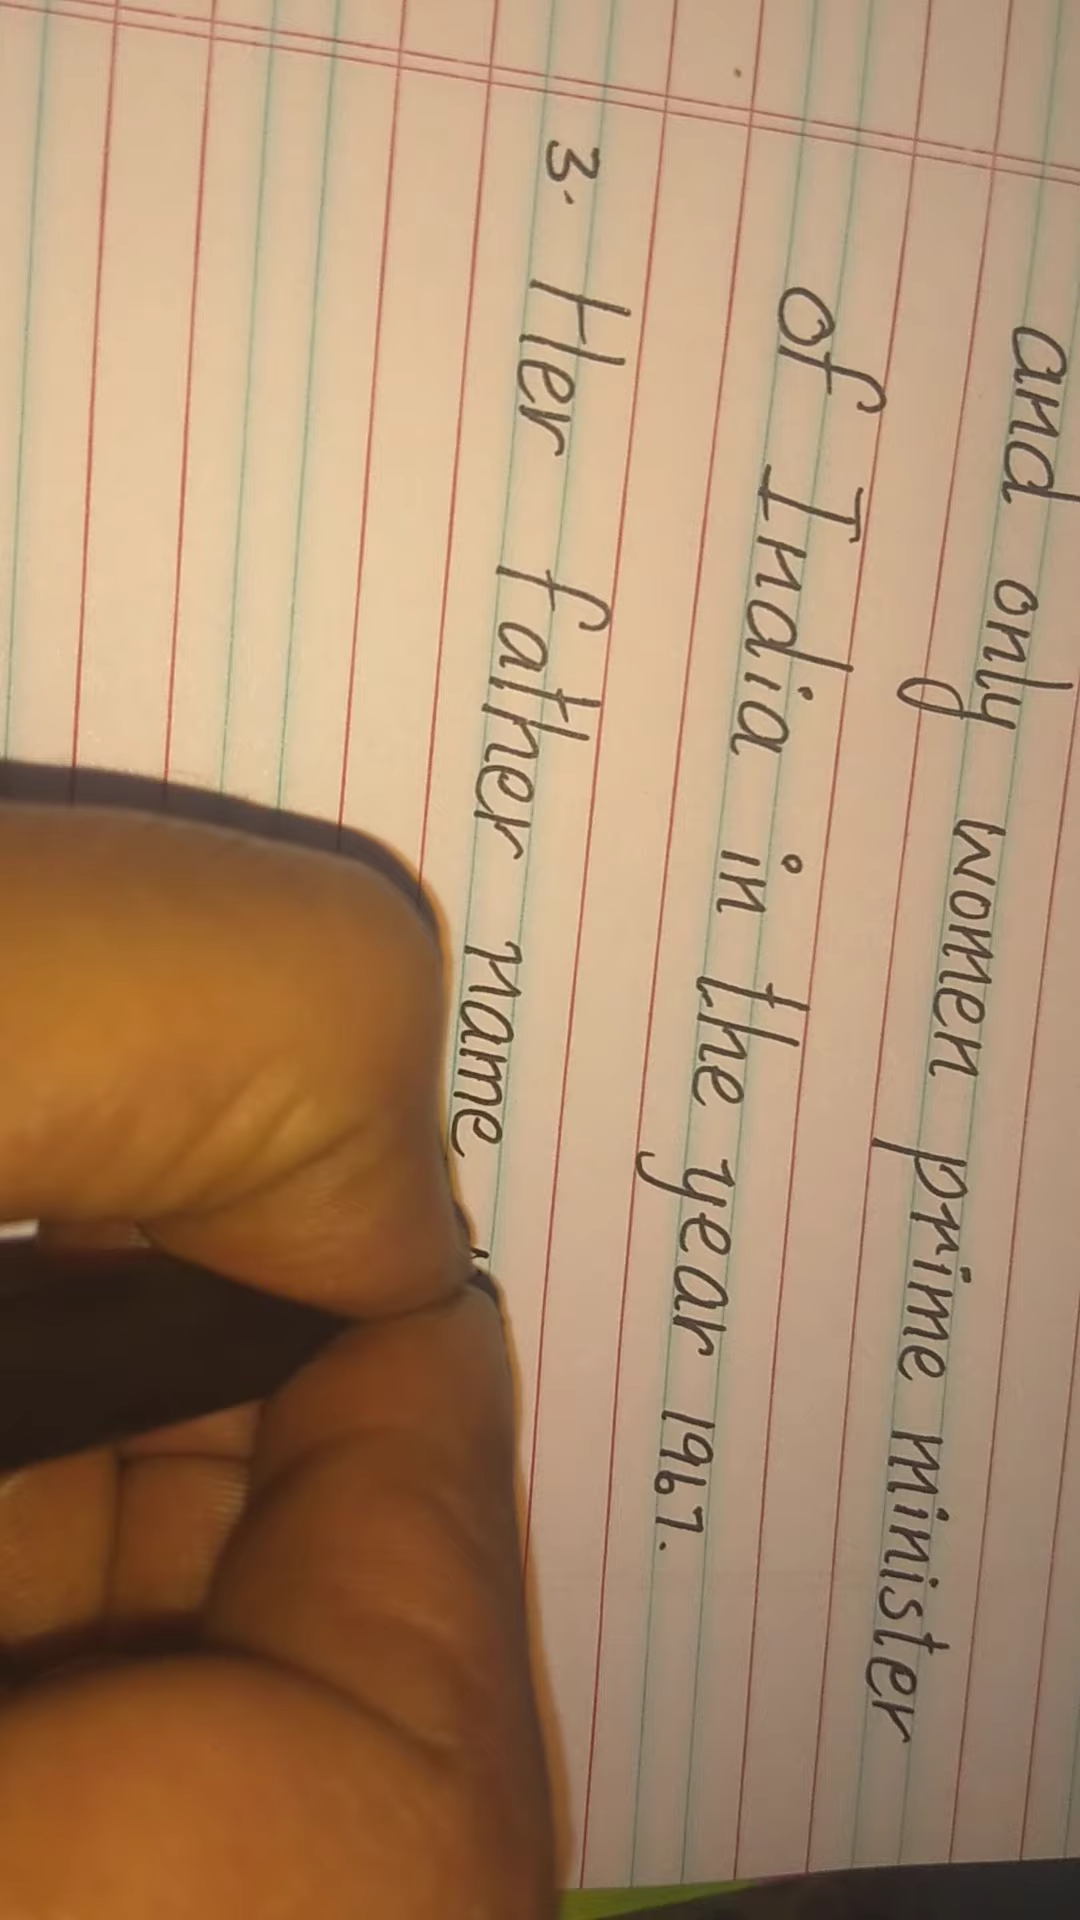 and only women prime minister
of India in the year 1967.
3. Her father name